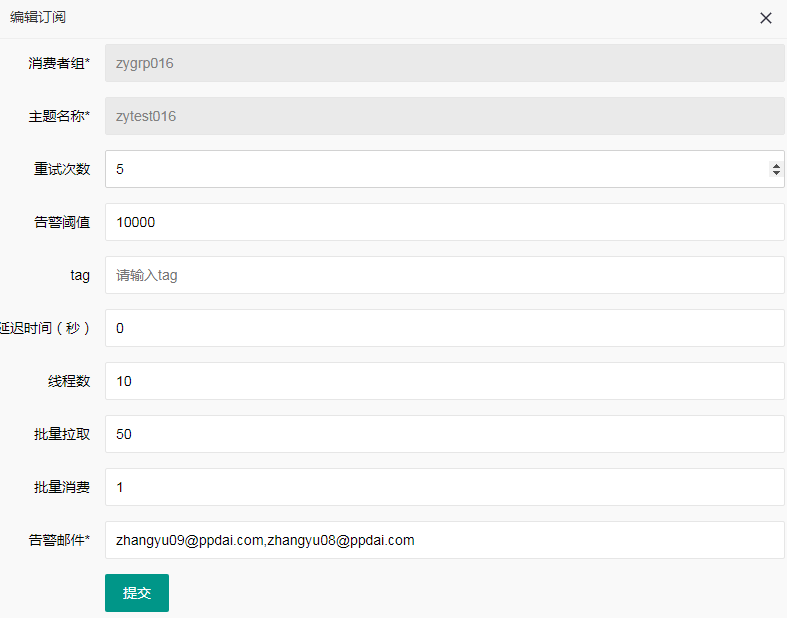 编辑订阅
消费者组* zygrp016
主题名称* zytest016
重试次数 5
告警阈值 10000
tag 请输入tag
延迟时间（秒） 0
线程数 10
批量拉取 50
批量消费 1
告警邮件* zhangyu09@ppdai.com,zhangyu08@ppdai.com
提交